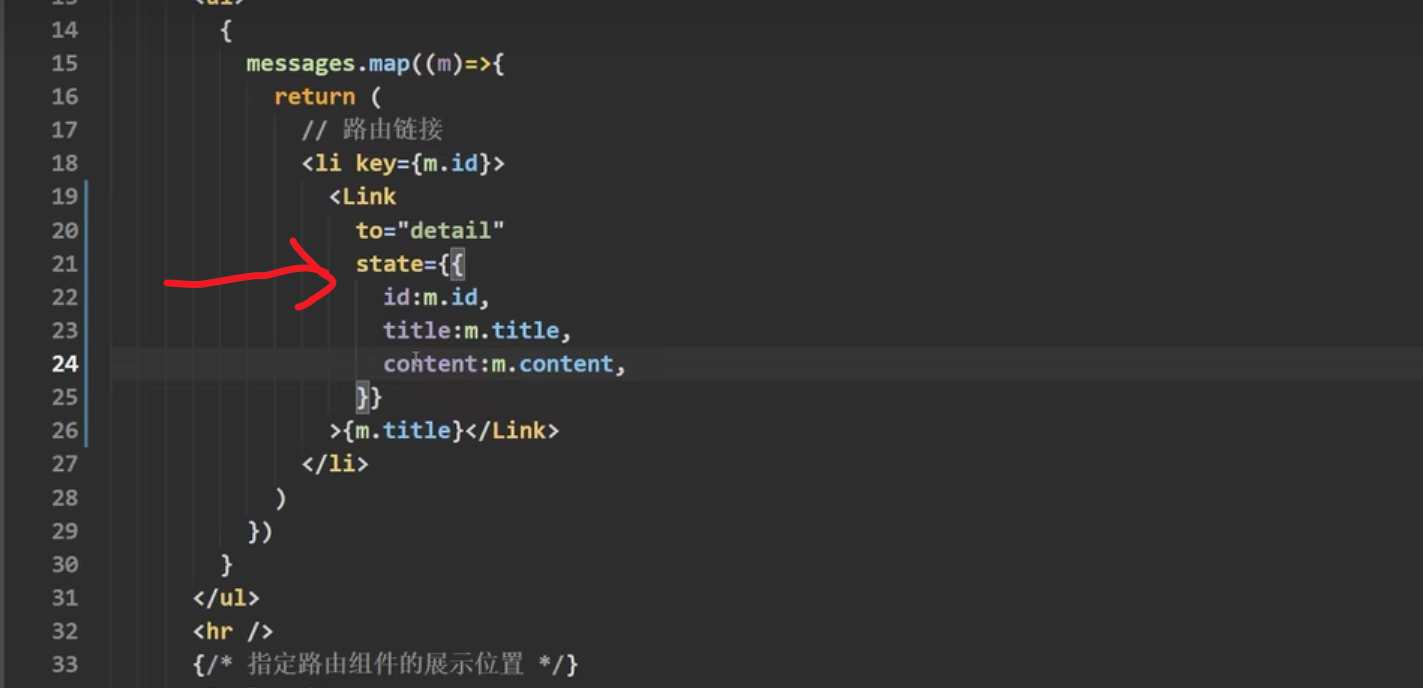 13 <ul>
14 {
15 messages.map((m)=>{
16 return (
17 // 路由链接
18 <li key={m.id}>
19 <Link
20 to="detail"
21 state={{
22 id:m.id,
23 title:m.title,
24 content:m.content,
25 }}
26 >{m.title}</Link>
27 </li>
28 )
29 })
30 }
31 </ul>
32 <hr />
33 {/* 指定路由组件的展示位置 */}